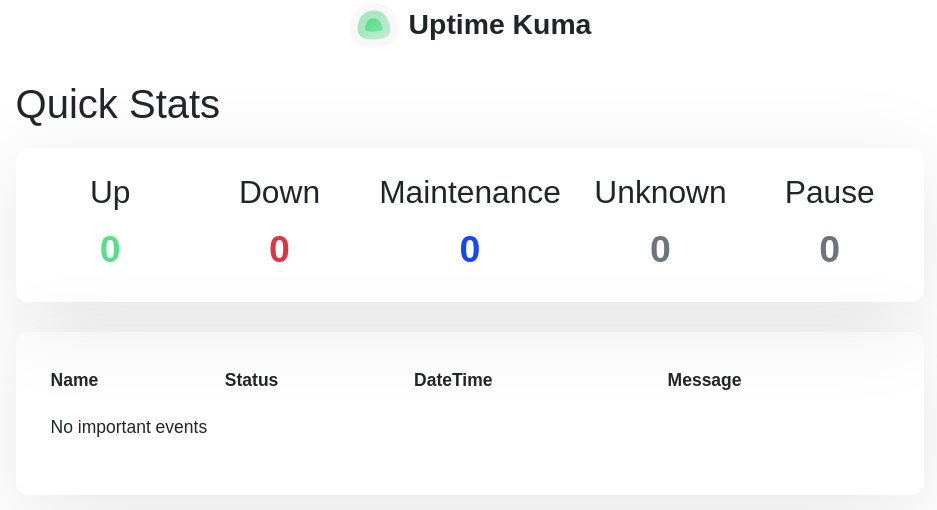 Uptime Kuma
Quick Stats
Up Down Maintenance Unknown Pause
0 0 0 0 0
Name Status DateTime Message
No important events